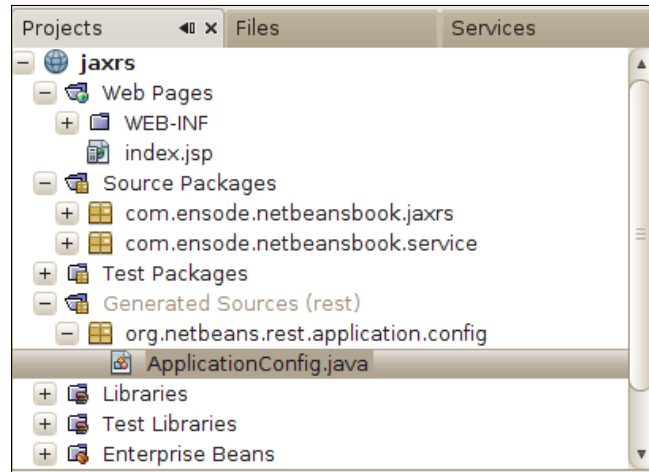 Projects Files Services
jaxrs
Web Pages
WEB-INF
index.jsp
Source Packages
com.ensode.netbeansbook.jaxrs
com.ensode.netbeansbook.service
Test Packages
Generated Sources (rest)
org.netbeans.rest.application.config
ApplicationConfig.java
Libraries
Test Libraries
Enterprise Beans